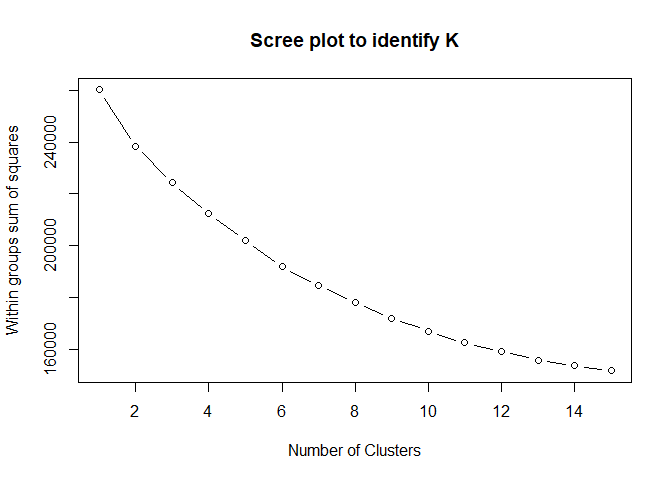 Scree plot to identify K
Within groups sum of squares
240000
200000
160000
2 4 6 8 10 12 14
Number of Clusters